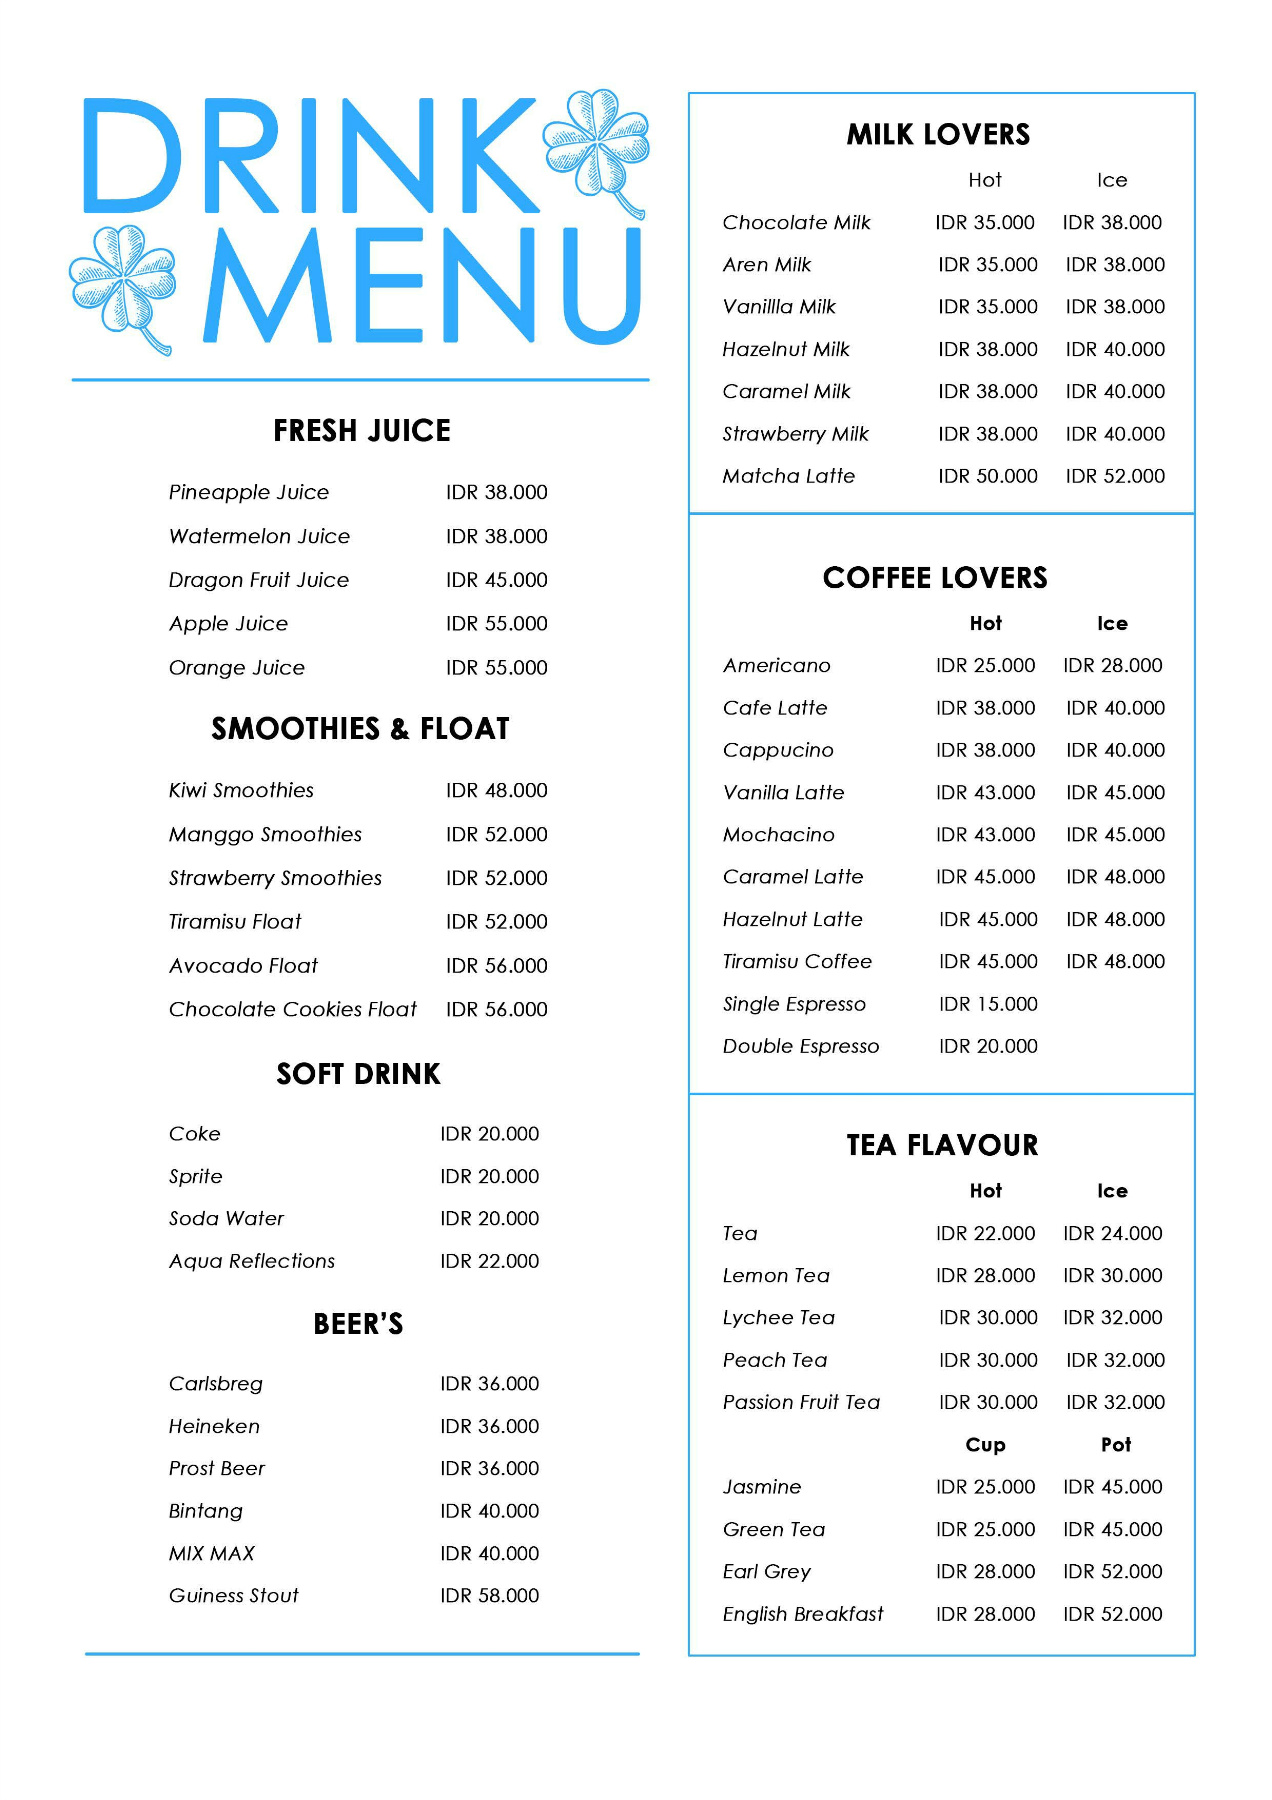 DRINK
MENU
FRESH JUICE
Pineapple Juice IDR 38.000
Watermelon Juice IDR 38.000
Dragon Fruit Juice IDR 45.000
Apple Juice IDR 55.000
Orange Juice IDR 55.000
SMOOTHIES & FLOAT
Kiwi Smoothies IDR 48.000
Manggo Smoothies IDR 52.000
Strawberry Smoothies IDR 52.000
Tiramisu Float IDR 52.000
Avocado Float IDR 56.000
Chocolate Cookies Float IDR 56.000
SOFT DRINK
Coke IDR 20.000
Sprite IDR 20.000
Soda Water IDR 20.000
Aqua Reflections IDR 22.000
BEER’S
Carlsbreg IDR 36.000
Heineken IDR 36.000
Prost Beer IDR 36.000
Bintang IDR 40.000
MIX MAX IDR 40.000
Guiness Stout IDR 58.000
MILK LOVERS
Hot Ice
Chocolate Milk IDR 35.000 IDR 38.000
Aren Milk IDR 35.000 IDR 38.000
Vanillla Milk IDR 35.000 IDR 38.000
Hazelnut Milk IDR 38.000 IDR 40.000
Caramel Milk IDR 38.000 IDR 40.000
Strawberry Milk IDR 38.000 IDR 40.000
Matcha Latte IDR 50.000 IDR 52.000
COFFEE LOVERS
Hot Ice
Americano IDR 25.000 IDR 28.000
Cafe Latte IDR 38.000 IDR 40.000
Cappucino IDR 38.000 IDR 40.000
Vanilla Latte IDR 43.000 IDR 45.000
Mochacino IDR 43.000 IDR 45.000
Caramel Latte IDR 45.000 IDR 48.000
Hazelnut Latte IDR 45.000 IDR 48.000
Tiramisu Coffee IDR 45.000 IDR 48.000
Single Espresso IDR 15.000
Double Espresso IDR 20.000
TEA FLAVOUR
Hot Ice
Tea IDR 22.000 IDR 24.000
Lemon Tea IDR 28.000 IDR 30.000
Lychee Tea IDR 30.000 IDR 32.000
Peach Tea IDR 30.000 IDR 32.000
Passion Fruit Tea IDR 30.000 IDR 32.000
Cup Pot
Jasmine IDR 25.000 IDR 45.000
Green Tea IDR 25.000 IDR 45.000
Earl Grey IDR 28.000 IDR 52.000
English Breakfast IDR 28.000 IDR 52.000